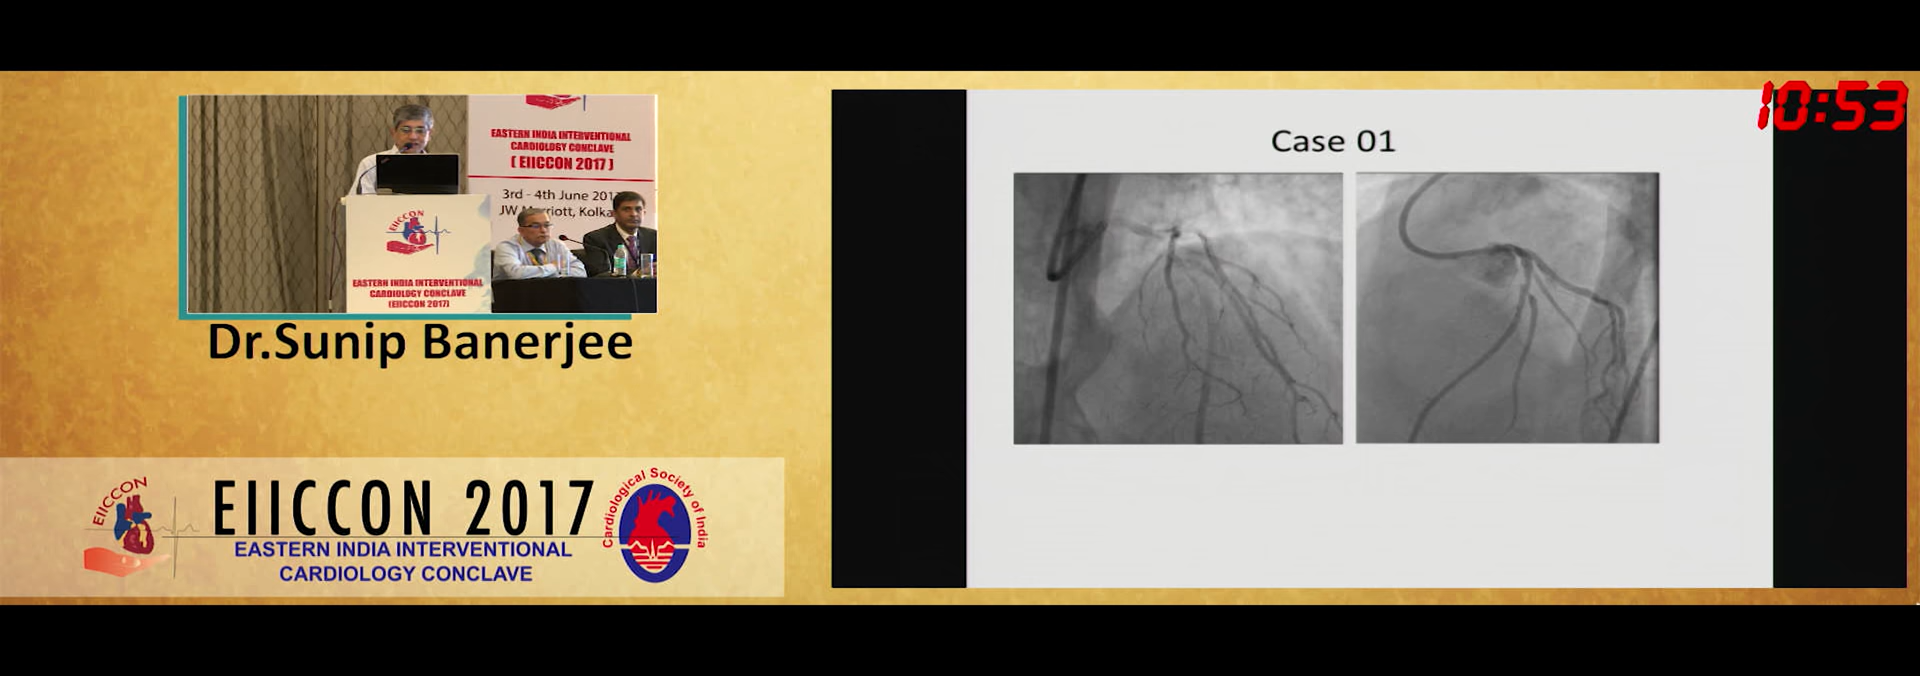 EASTERN INDIA INTERVENTIONAL
CARDIOLOGY CONCLAVE
[ EIICCON 2017 ]
3rd - 4th June 201
JW M rriott, Kolka
EIICCON
EASTERN INDIA INTERVENTIONAL
CARDIOLOGY CONCLAVE
(EIICCON 2017)
Dr.Sunip Banerjee
EIICCON
EIICCON 2017
EASTERN INDIA INTERVENTIONAL
CARDIOLOGY CONCLAVE
Cardiological Society of India
10:53
Case 01